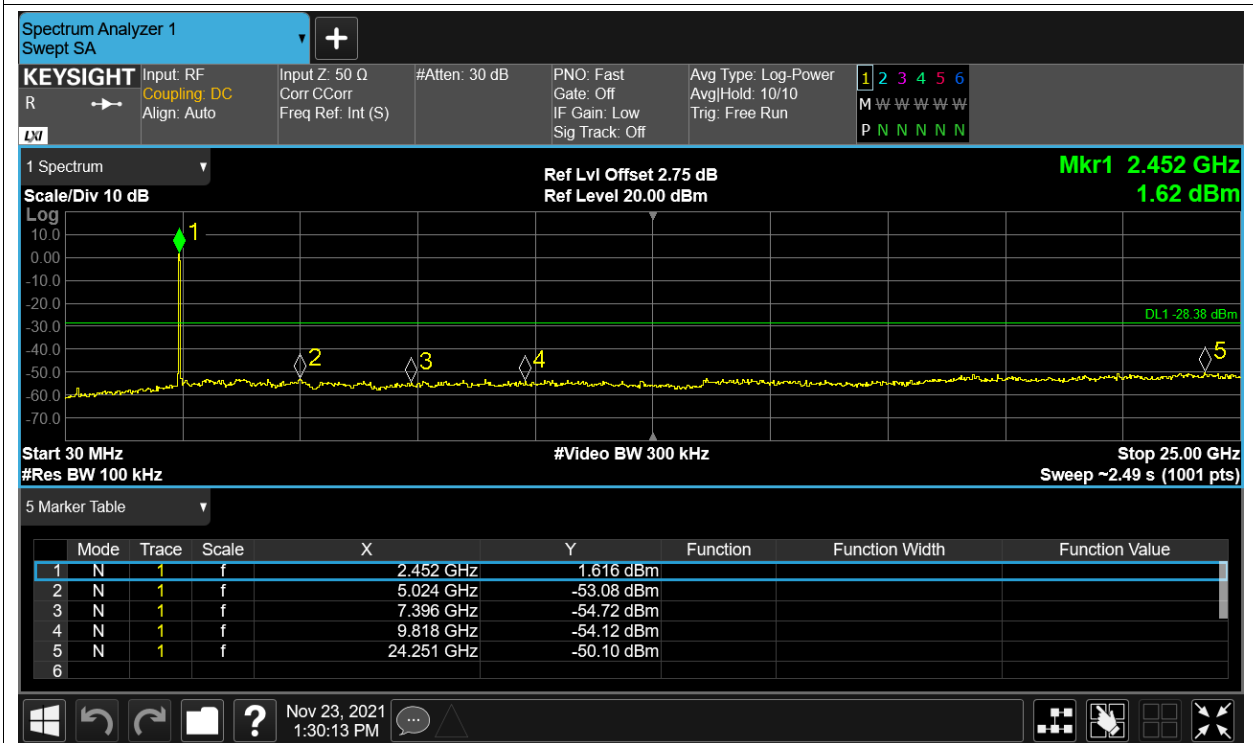 Spectrum Analyzer 1
Swept SA
+
KEYSIGHT
R
LXI
Input: RF
Coupling: DC
Align: Auto
Input Z: 50 Ω
Corr CCorr
Freq Ref: Int (S)
#Atten: 30 dB
PNO: Fast
Gate: Off
IF Gain: Low
Sig Track: Off
Avg Type: Log-Power
Avg|Hold: 10/10
Trig: Free Run
1 2 3 4 5 6
M W W W W W
P N N N N N
1 Spectrum
Scale/Div 10 dB
Ref Lvl Offset 2.75 dB
Ref Level 20.00 dBm
Mkr1 2.452 GHz
1.62 dBm
Log
10.0
0.00
-10.0
-20.0
-30.0
-40.0
-50.0
-60.0
-70.0
1
DL1 -28.38 dBm
2
3
4
5
Start 30 MHz
#Video BW 300 kHz
Stop 25.00 GHz
#Res BW 100 kHz
Sweep ~2.49 s (1001 pts)
5 Marker Table
Mode Trace Scale X Y Function Function Width Function Value
1 N 1 f 2.452 GHz 1.616 dBm
2 N 1 f 5.024 GHz -53.08 dBm
3 N 1 f 7.396 GHz -54.72 dBm
4 N 1 f 9.818 GHz -54.12 dBm
5 N 1 f 24.251 GHz -50.10 dBm
6
?
Nov 23, 2021
1:30:13 PM